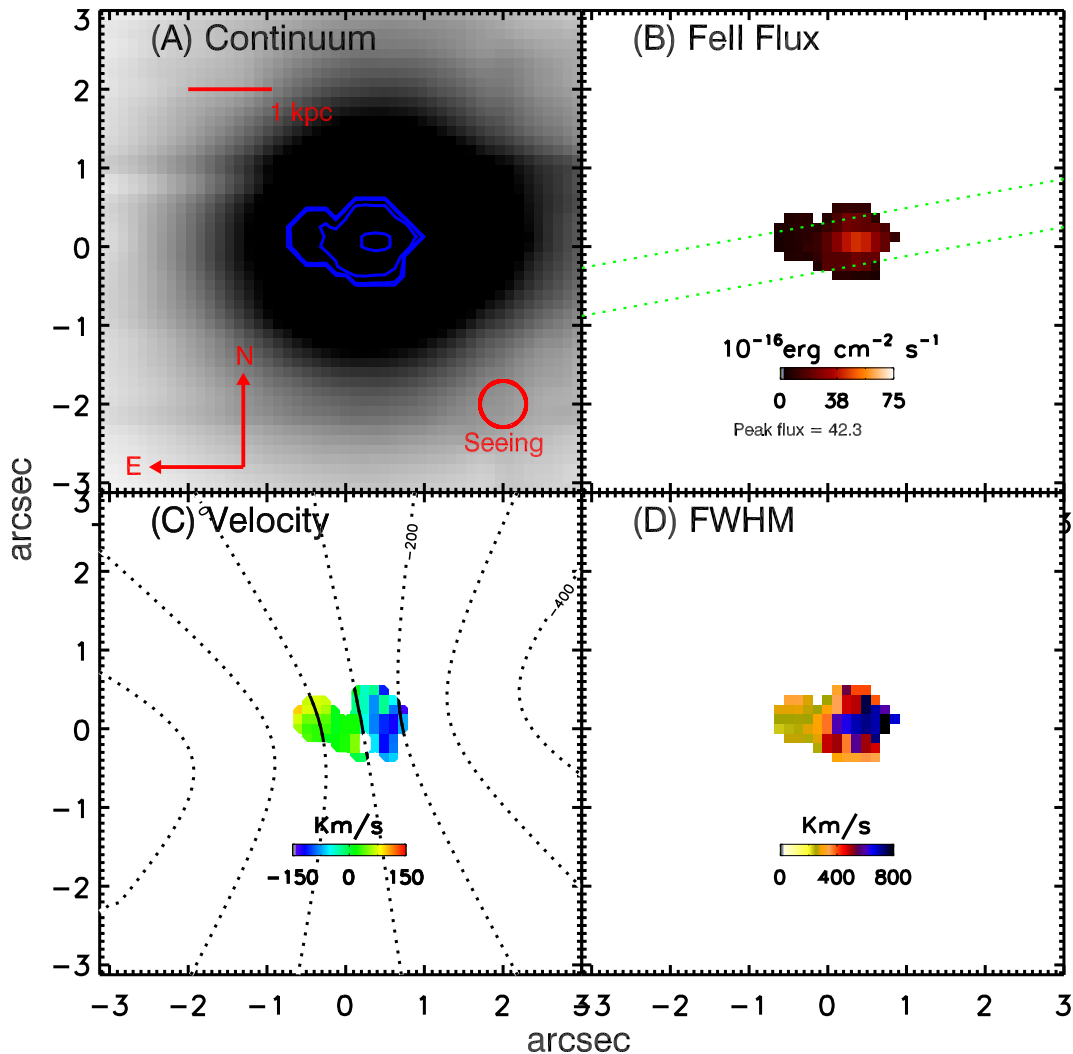 (A) Continuum
(B) FeII Flux
1 kpc
N
E
Seeing
10⁻¹⁶erg cm⁻² s⁻¹
0 38 75
Peak flux = 42.3
3
2
1
0
−1
−2
−3
(C) Velocity
(D) FWHM
0
−200
−400
3
Km/s
−150 0 150
Km/s
0 400 800
3
2
1
0
−1
−2
−3
−3 −2 −1 0 1 2 3
−3 −2 −1 0 1 2 3
arcsec
arcsec